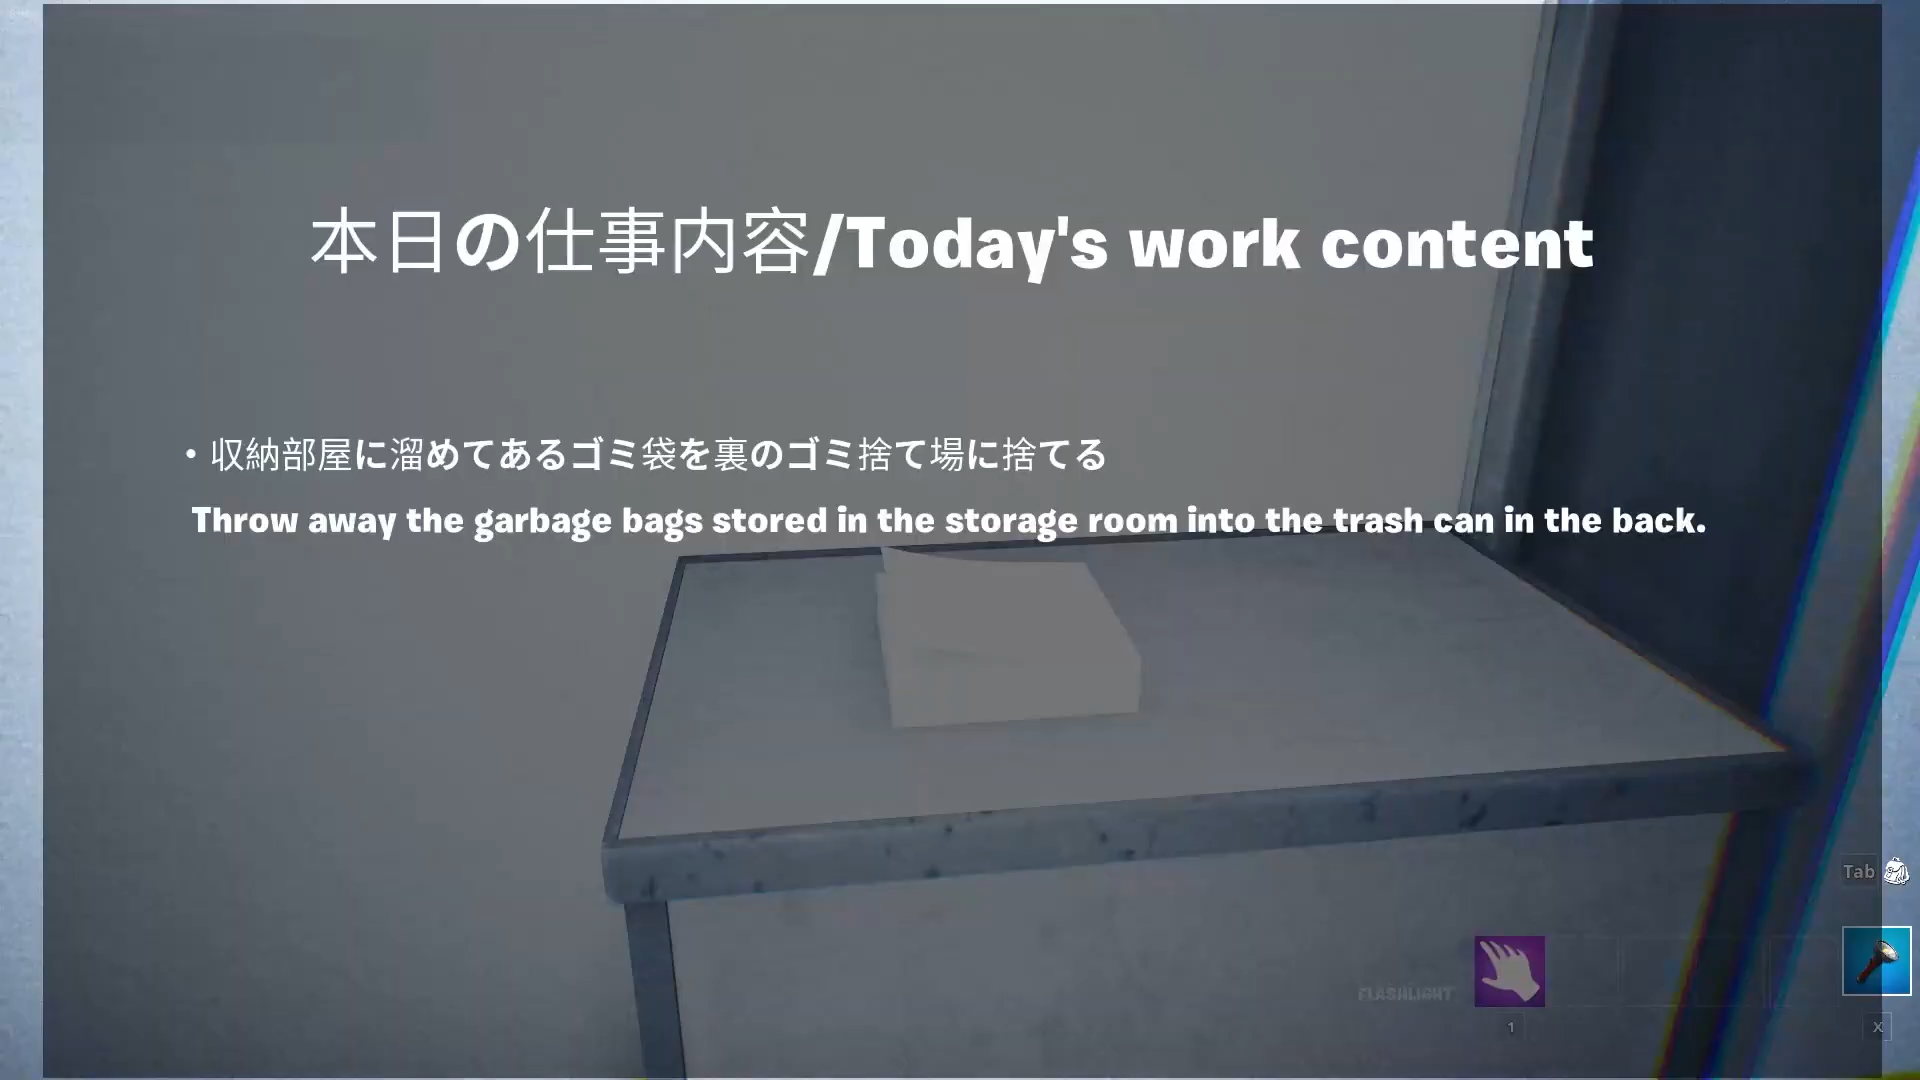 本日の仕事内容/Today's work content
・収納部屋に溜めてあるゴミ袋を裏のゴミ捨て場に捨てる
Throw away the garbage bags stored in the storage room into the trash can in the back.
Tab
FLASHLIGHT
1
X